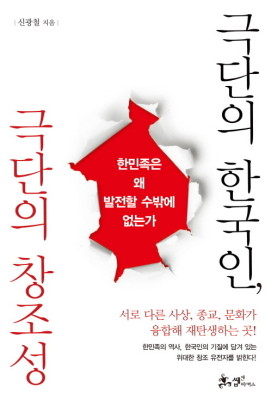 신광철 지음
극단의 한국인,
극단의 창조성
한민족은
왜
발전할 수밖에
없는가
서로 다른 사상, 종교, 문화가
융합해 재탄생하는 곳!
한민족의 역사, 한국인의 기질에 담겨 있는
위대한 창조 유전자를 밝힌다!